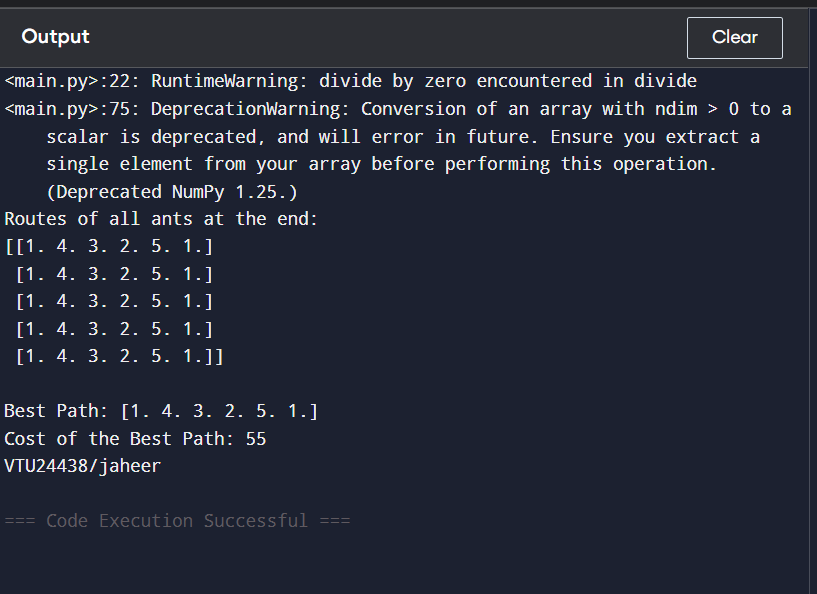 Output
Clear
<main.py>:22: RuntimeWarning: divide by zero encountered in divide
<main.py>:75: DeprecationWarning: Conversion of an array with ndim > 0 to a
scalar is deprecated, and will error in future. Ensure you extract a
single element from your array before performing this operation.
(Deprecated NumPy 1.25.)
Routes of all ants at the end:
[[1. 4. 3. 2. 5. 1.]
[1. 4. 3. 2. 5. 1.]
[1. 4. 3. 2. 5. 1.]
[1. 4. 3. 2. 5. 1.]
[1. 4. 3. 2. 5. 1.]]
Best Path: [1. 4. 3. 2. 5. 1.]
Cost of the Best Path: 55
VTU24438/jaheer
=== Code Execution Successful ===